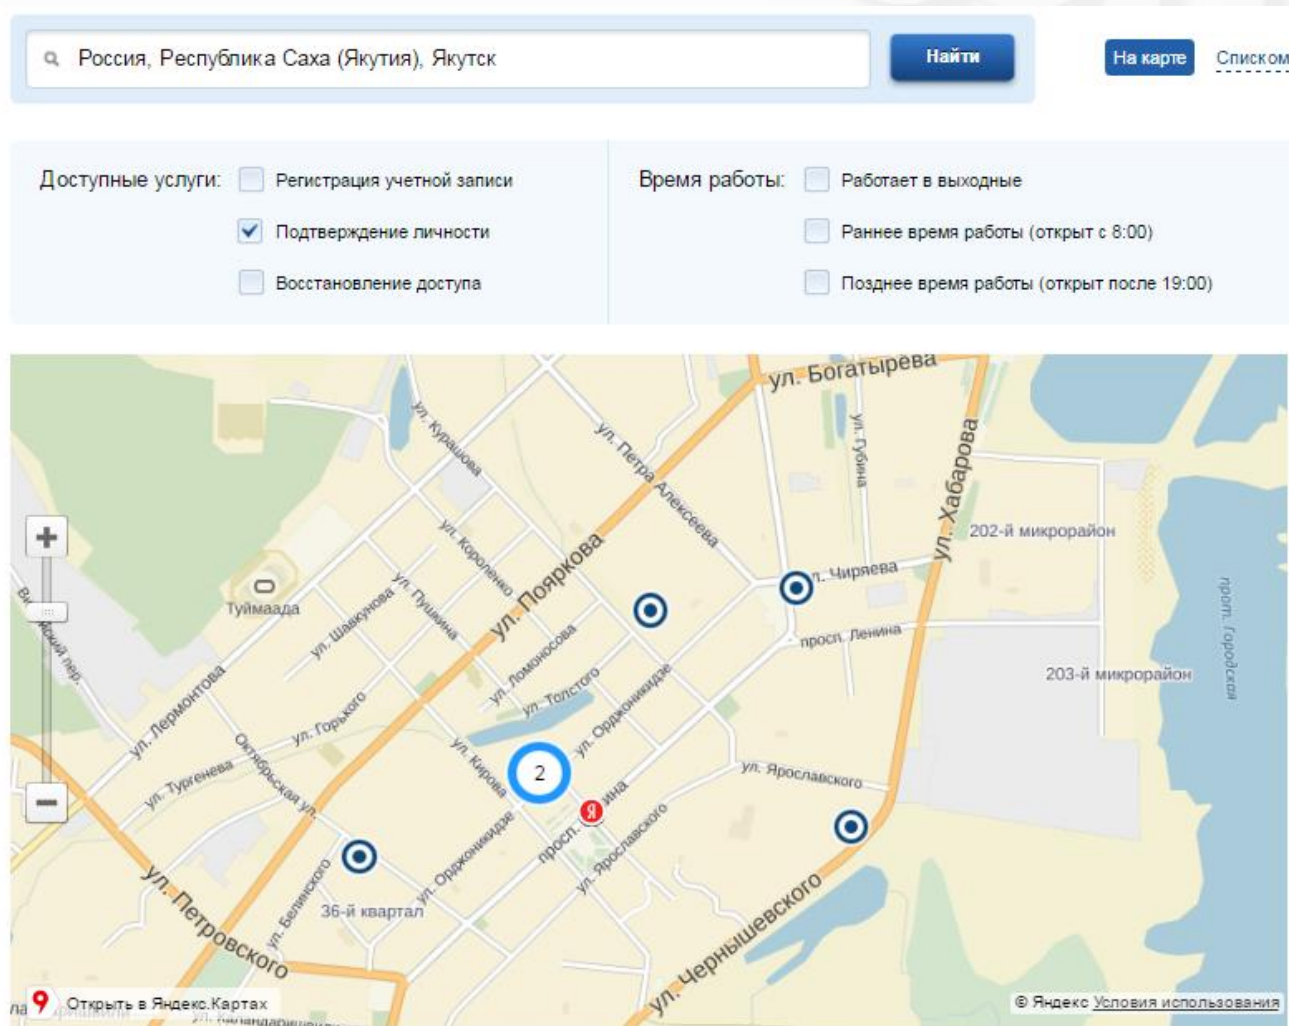 Россия, Республика Саха (Якутия), Якутск
Найти
На карте
Списком
Доступные услуги:
Регистрация учетной записи
Подтверждение личности
Восстановление доступа
Время работы:
Работает в выходные
Раннее время работы (открыт с 8:00)
Позднее время работы (открыт после 19:00)
ул. Богатырёва
ул. Курашова
ул. Петра Алексеева
ул. Губина
ул. Хабарова
202-й микрорайон
ул. Короленко
ул. Пояркова
л. Чиряева
Туймаада
ул. Шавкунова
ул. Пушкина
ул. Ломоносова
просп. Ленина
прот. Городская
203-й микрорайон
ул. Лермонтова
ул. Толстого
ул. Горького
ул. Орджоникидзе
Октябрьская ул.
ул. Кирова
ул. Тургенева
2
ул. Ярославского
Я
просп.
ина
ул. Орджоникидзе
ул. Ярославского
ул. Белинского
36-й квартал
ул. Петровского
ул. Чернышевского
Открыть в Яндекс.Картах
© Яндекс Условия использования